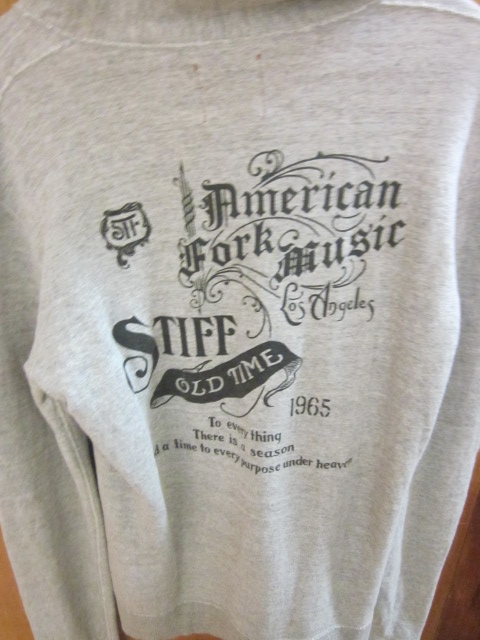 American
Fork Music
Los Angeles
STF
STIFF
OLD TIME
1965
To every thing
There is a season
a time to every purpose under heaven